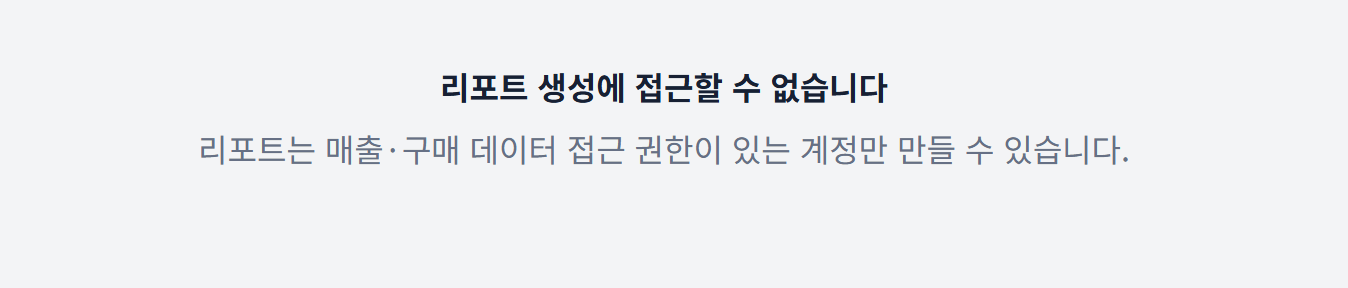 리포트 생성에 접근할 수 없습니다
리포트는 매출·구매 데이터 접근 권한이 있는 계정만 만들 수 있습니다.